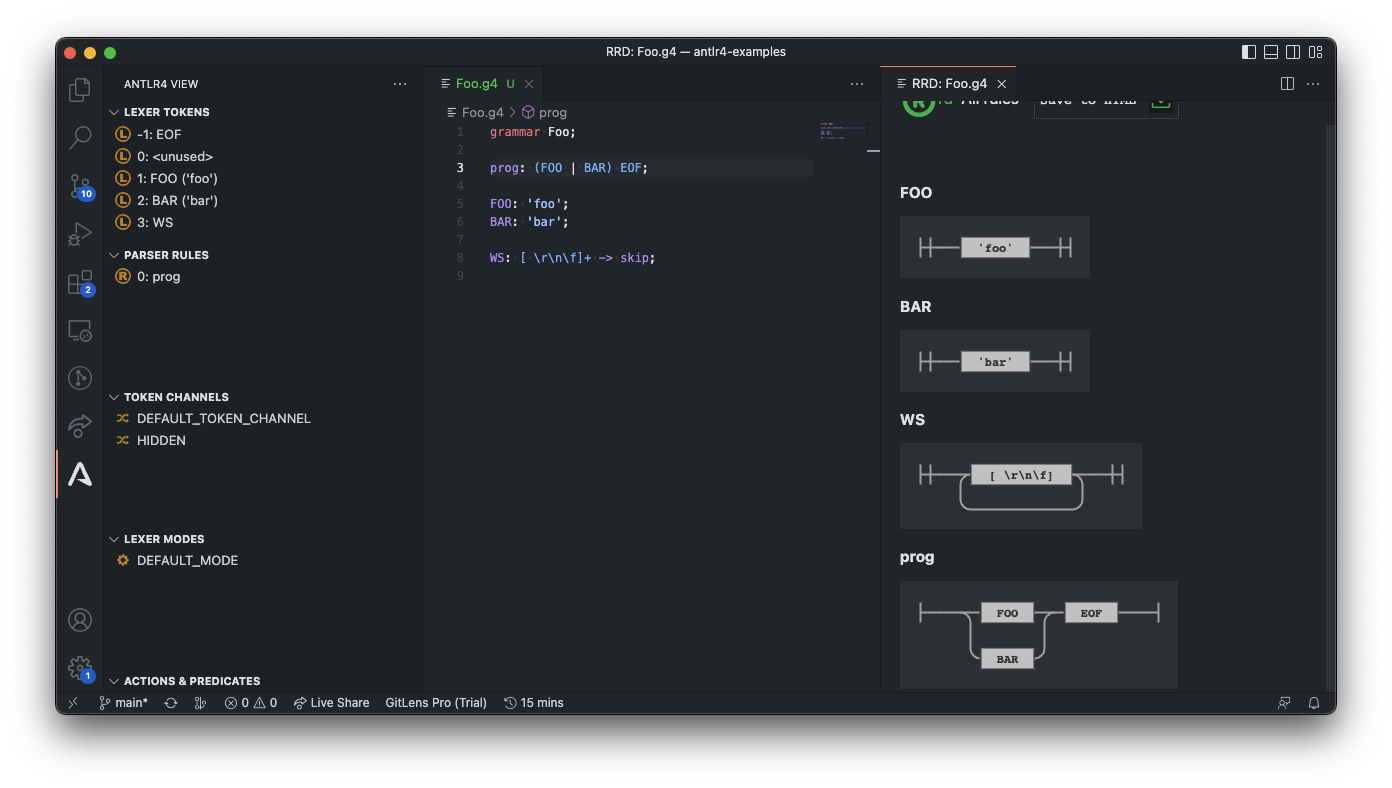 RRD: Foo.g4 — antlr4-examples
ANTLR4 VIEW
LEXER TOKENS
-1: EOF
0: <unused>
1: FOO ('foo')
2: BAR ('bar')
3: WS
PARSER RULES
0: prog
TOKEN CHANNELS
DEFAULT_TOKEN_CHANNEL
HIDDEN
LEXER MODES
DEFAULT_MODE
ACTIONS & PREDICATES
10
2
1
Foo.g4 U
Foo.g4 > prog
1 grammar Foo;
2
3 prog: (FOO | BAR) EOF;
4
5 FOO: 'foo';
6 BAR: 'bar';
7
8 WS: [ \r\n\f]+ -> skip;
9
RRD: Foo.g4
Save to HTML
FOO
'foo'
BAR
'bar'
WS
[ \r\n\f]
prog
FOO EOF
BAR
main* 0 0 Live Share GitLens Pro (Trial) 15 mins